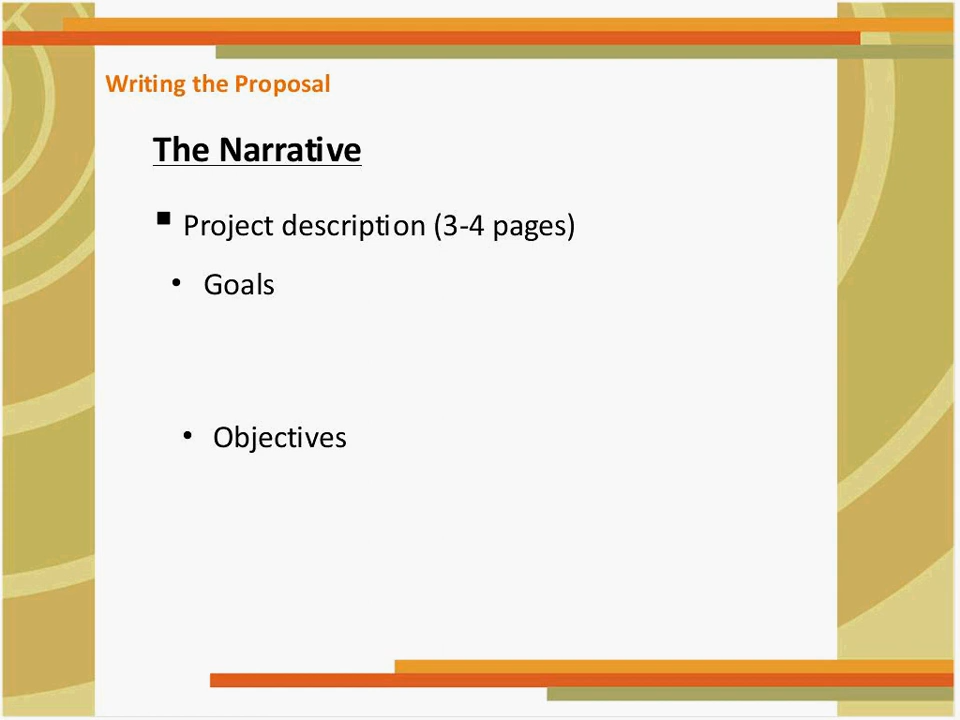 Writing the Proposal
The Narrative
▪ Project description (3-4 pages)
• Goals
• Objectives